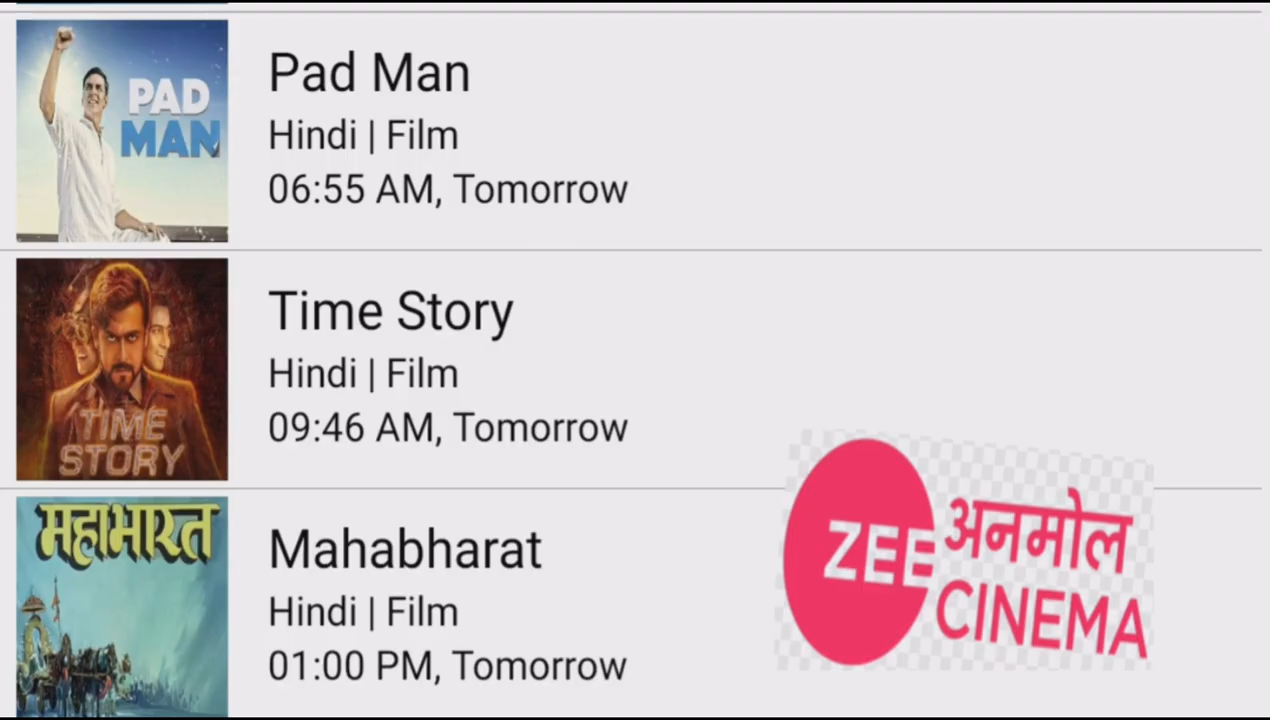 PAD
MAN
Pad Man
Hindi | Film
06:55 AM, Tomorrow
TIME
STORY
Time Story
Hindi | Film
09:46 AM, Tomorrow
महाभारत
Mahabharat
Hindi | Film
01:00 PM, Tomorrow
ZEE अनमोल
CINEMA